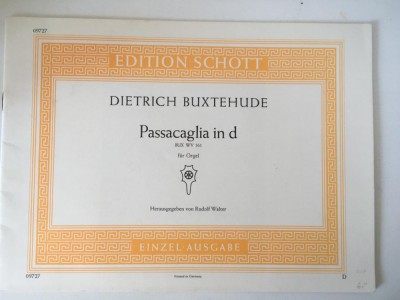 09727
EDITION SCHOTT
DIETRICH BUXTEHUDE
Passacaglia in d
BUX WV 161
für Orgel
Herausgegeben von Rudolf Walter
EINZEL-AUSGABE
09727
D